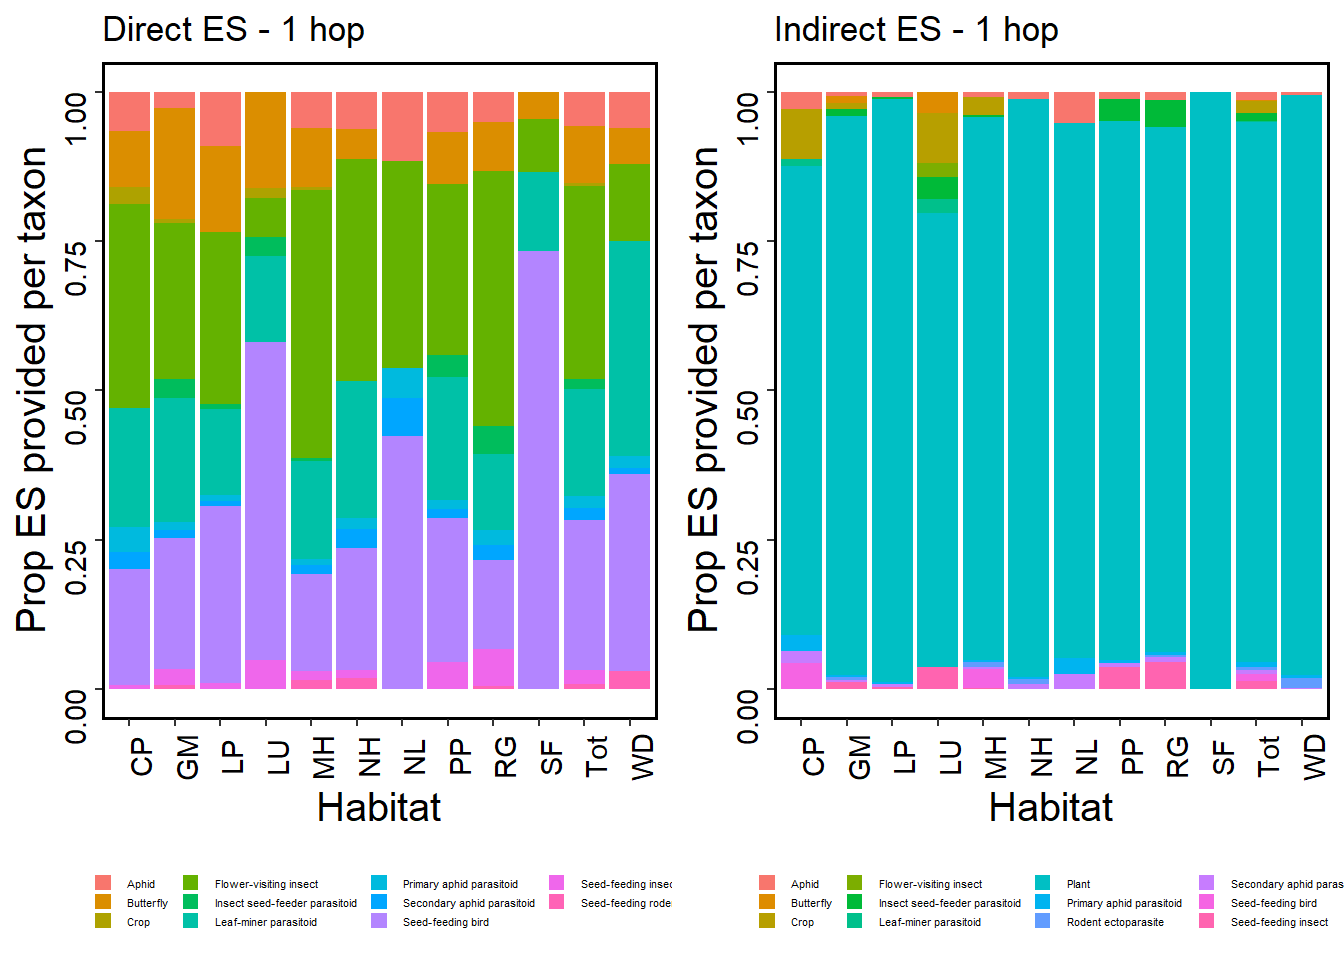 Direct ES - 1 hop
Prop ES provided per taxon
1.00
0.75
0.50
0.25
0.00
CP GM LP LU MH NH NL PP RG SF Tot WD
Habitat
Aphid
Butterfly
Crop
Flower-visiting insect
Insect seed-feeder parasitoid
Leaf-miner parasitoid
Primary aphid parasitoid
Secondary aphid parasitoid
Seed-feeding bird
Seed-feeding insec
Seed-feeding rode
Indirect ES - 1 hop
Prop ES provided per taxon
1.00
0.75
0.50
0.25
0.00
CP GM LP LU MH NH NL PP RG SF Tot WD
Habitat
Aphid
Butterfly
Crop
Flower-visiting insect
Insect seed-feeder parasitoid
Leaf-miner parasitoid
Plant
Primary aphid parasitoid
Rodent ectoparasite
Secondary aphid paras
Seed-feeding bird
Seed-feeding insect